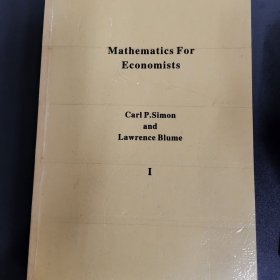 Mathematics For
Economists
Carl P.Simon
and
Lawrence Blume
I